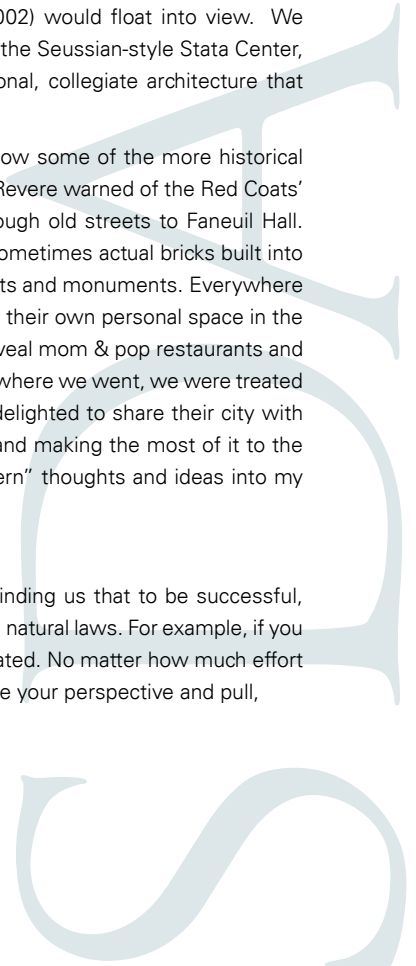 002) would float into view. We
the Seussian-style Stata Center,
onal, collegiate architecture that
ow some of the more historical
Revere warned of the Red Coats'
ough old streets to Faneuil Hall.
ometimes actual bricks built into
ts and monuments. Everywhere
their own personal space in the
veal mom & pop restaurants and
where we went, we were treated
delighted to share their city with
and making the most of it to the
ern" thoughts and ideas into my
inding us that to be successful,
natural laws. For example, if you
ated. No matter how much effort
e your perspective and pull,
SDA